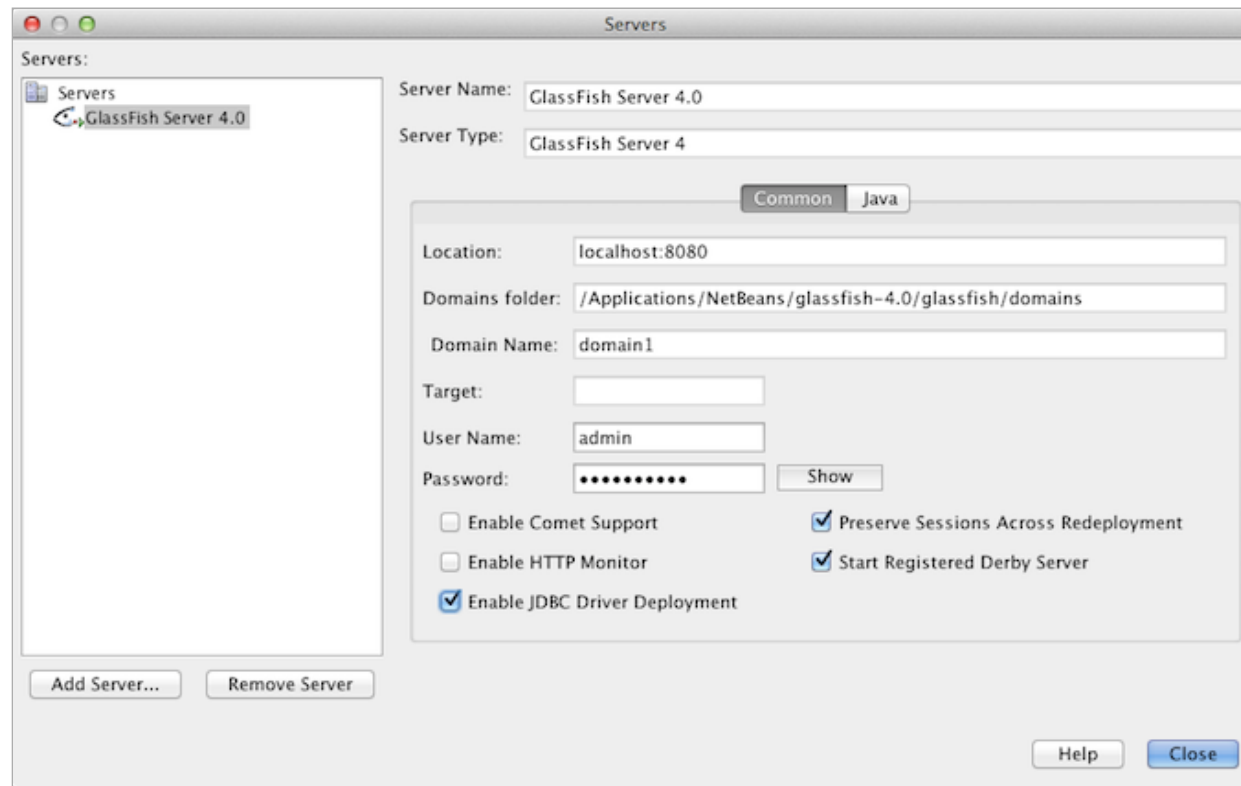 Servers
Servers:
Servers
GlassFish Server 4.0
Server Name: GlassFish Server 4.0
Server Type: GlassFish Server 4
Common Java
Location: localhost:8080
Domains folder: /Applications/NetBeans/glassfish-4.0/glassfish/domains
Domain Name: domain1
Target:
User Name: admin
Password: •••••••••• Show
Enable Comet Support Preserve Sessions Across Redeployment
Enable HTTP Monitor Start Registered Derby Server
Enable JDBC Driver Deployment
Add Server... Remove Server
Help Close